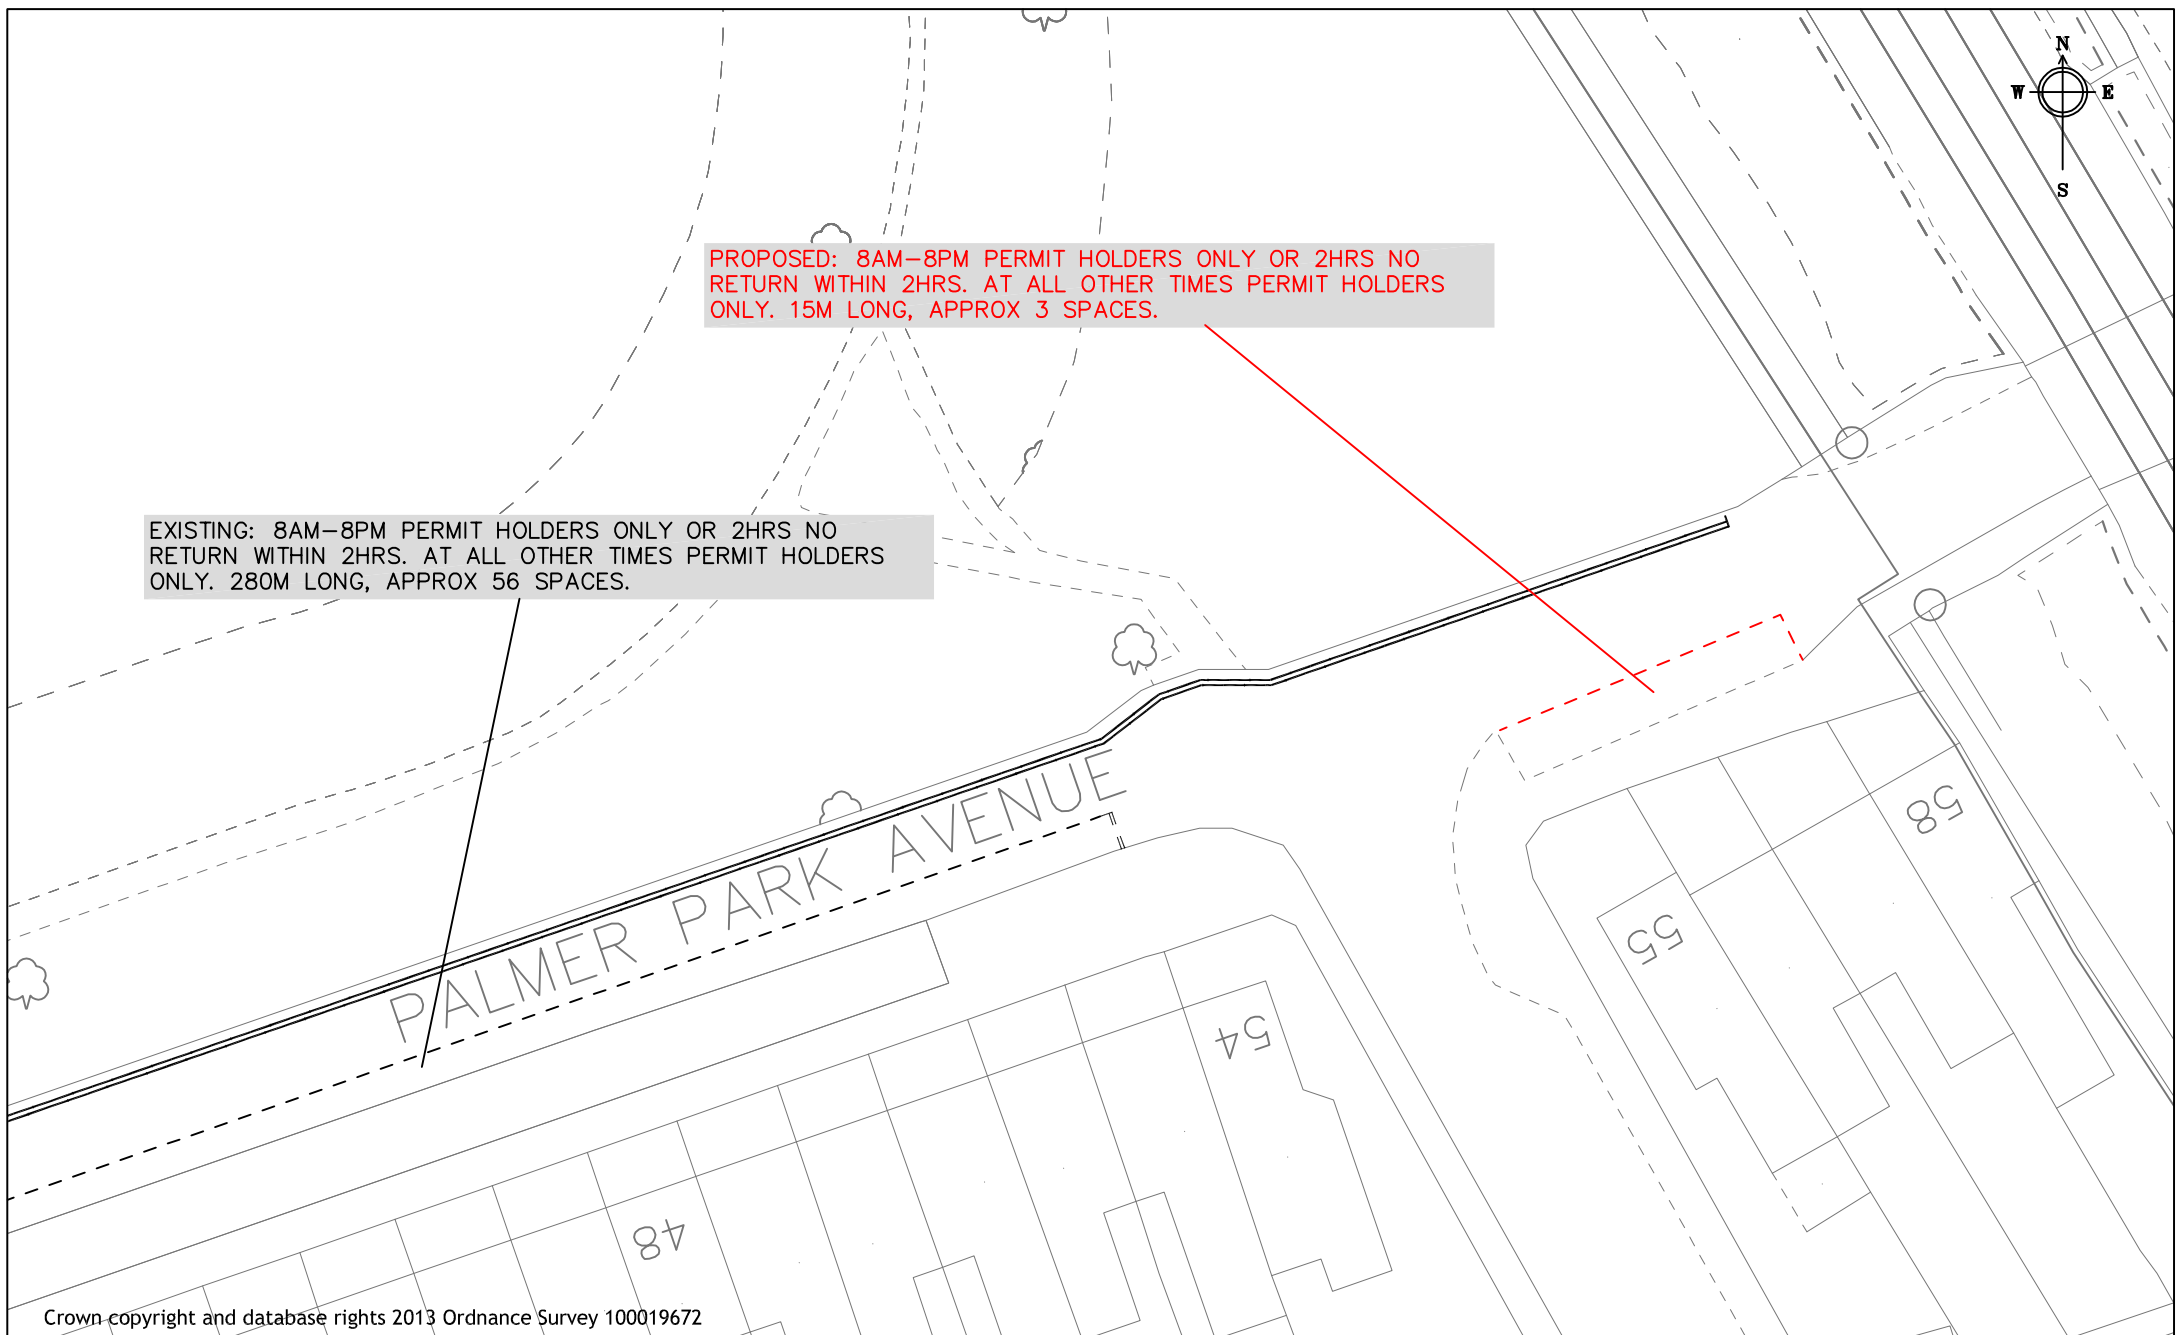 N
W E
S
PROPOSED: 8AM-8PM PERMIT HOLDERS ONLY OR 2HRS NO
RETURN WITHIN 2HRS. AT ALL OTHER TIMES PERMIT HOLDERS
ONLY. 15M LONG, APPROX 3 SPACES.
EXISTING: 8AM-8PM PERMIT HOLDERS ONLY OR 2HRS NO
RETURN WITHIN 2HRS. AT ALL OTHER TIMES PERMIT HOLDERS
ONLY. 280M LONG, APPROX 56 SPACES.
PALMER PARK AVENUE
58
55
54
48
Crown copyright and database rights 2013 Ordnance Survey 100019672